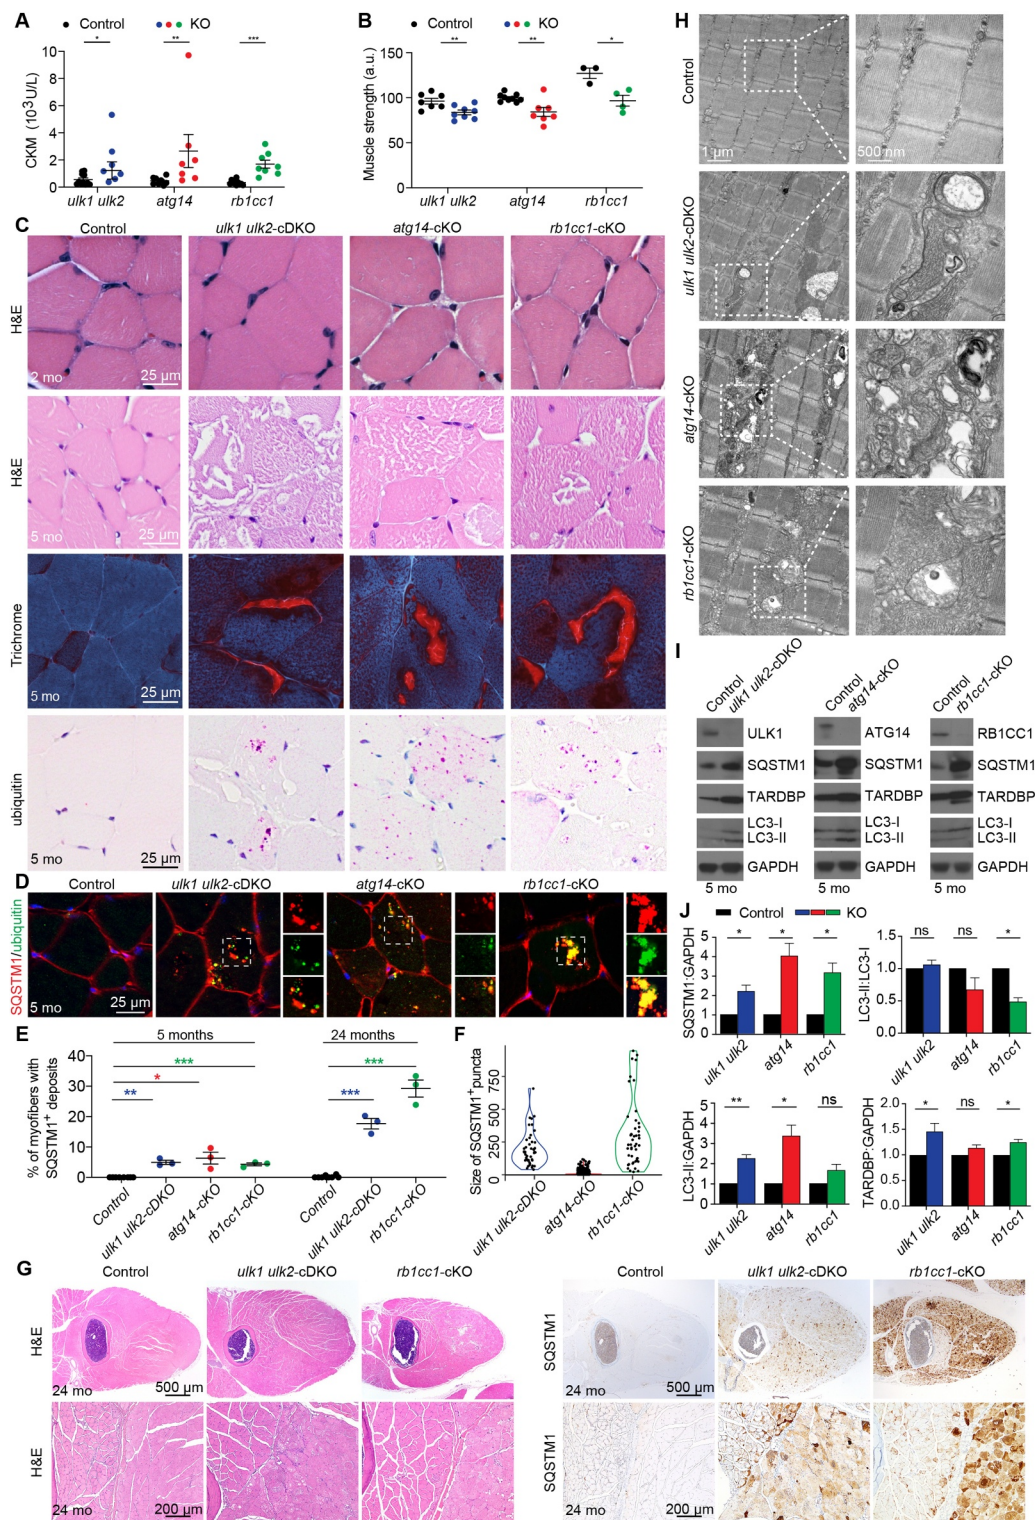 A
Control
KO
*
**
***
CKM (10³U/L)
10
8
6
4
2
0
ulk1 ulk2
atg14
rb1cc1
B
Control
KO
**
**
*
Muscle strength (a.u.)
150
100
50
0
ulk1 ulk2
atg14
rb1cc1
C
Control
ulk1 ulk2-cDKO
atg14-cKO
rb1cc1-cKO
H&E
2 mo
25 µm
H&E
5 mo
25 µm
Trichrome
5 mo
25 µm
ubiquitin
5 mo
25 µm
D
Control
ulk1 ulk2-cDKO
atg14-cKO
rb1cc1-cKO
SQSTM1/ubiquitin
5 mo
25 µm
E
5 months
24 months
***
*
**
***
***
% of myofibers with
SQSTM1⁺ deposits
40
30
20
10
0
Control
ulk1 ulk2-cDKO
atg14-cKO
rb1cc1-cKO
Control
ulk1 ulk2-cDKO
rb1cc1-cKO
F
Size of SQSTM1⁺puncta
750
500
250
0
ulk1 ulk2-cDKO
atg14-cKO
rb1cc1-cKO
G
Control
ulk1 ulk2-cDKO
rb1cc1-cKO
H&E
24 mo
500 µm
H&E
24 mo
200 µm
Control
ulk1 ulk2-cDKO
rb1cc1-cKO
SQSTM1
24 mo
500 µm
SQSTM1
24 mo
200 µm
H
Control
1 µm
500 nm
ulk1 ulk2-cDKO
atg14-cKO
rb1cc1-cKO
I
Control
ulk1 ulk2-cDKO
Control
atg14-cKO
Control
rb1cc1-cKO
ULK1
ATG14
RB1CC1
SQSTM1
SQSTM1
SQSTM1
TARDBP
TARDBP
TARDBP
LC3-I
LC3-I
LC3-I
LC3-II
LC3-II
LC3-II
GAPDH
GAPDH
GAPDH
5 mo
5 mo
5 mo
J
Control
KO
SQSTM1:GAPDH
5
4
3
2
1
0
*
*
*
ulk1 ulk2
atg14
rb1cc1
LC3-II:LC3-I
1.5
1.0
0.5
0.0
ns
ns
*
ulk1 ulk2
atg14
rb1cc1
LC3-II:GAPDH
5
4
3
2
1
0
**
*
ns
ulk1 ulk2
atg14
rb1cc1
TARDBP:GAPDH
2.0
1.5
1.0
0.5
0.0
*
ns
*
ulk1 ulk2
atg14
rb1cc1